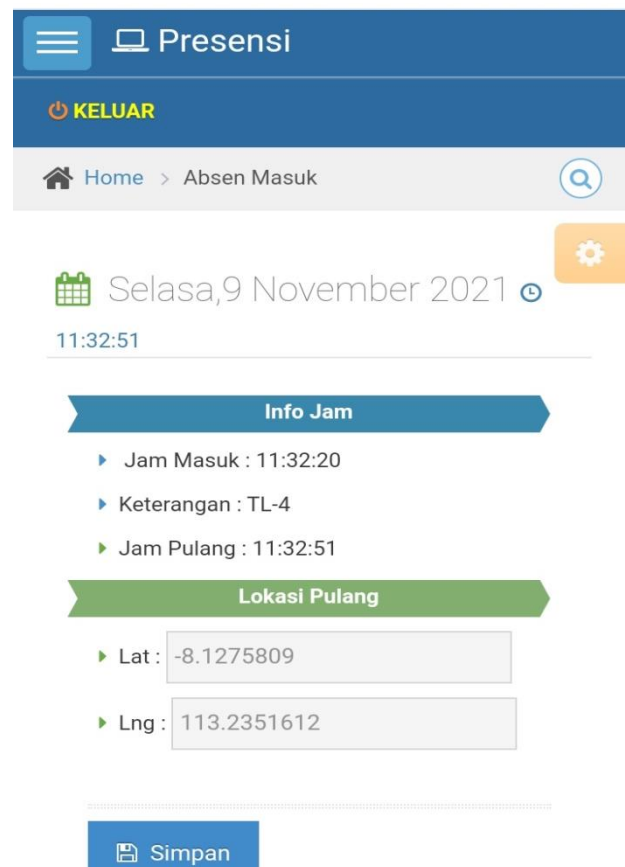 Presensi
KELUAR
Home > Absen Masuk
Selasa,9 November 2021
11:32:51
Info Jam
Jam Masuk : 11:32:20
Keterangan : TL-4
Jam Pulang : 11:32:51
Lokasi Pulang
Lat : -8.1275809
Lng : 113.2351612
Simpan